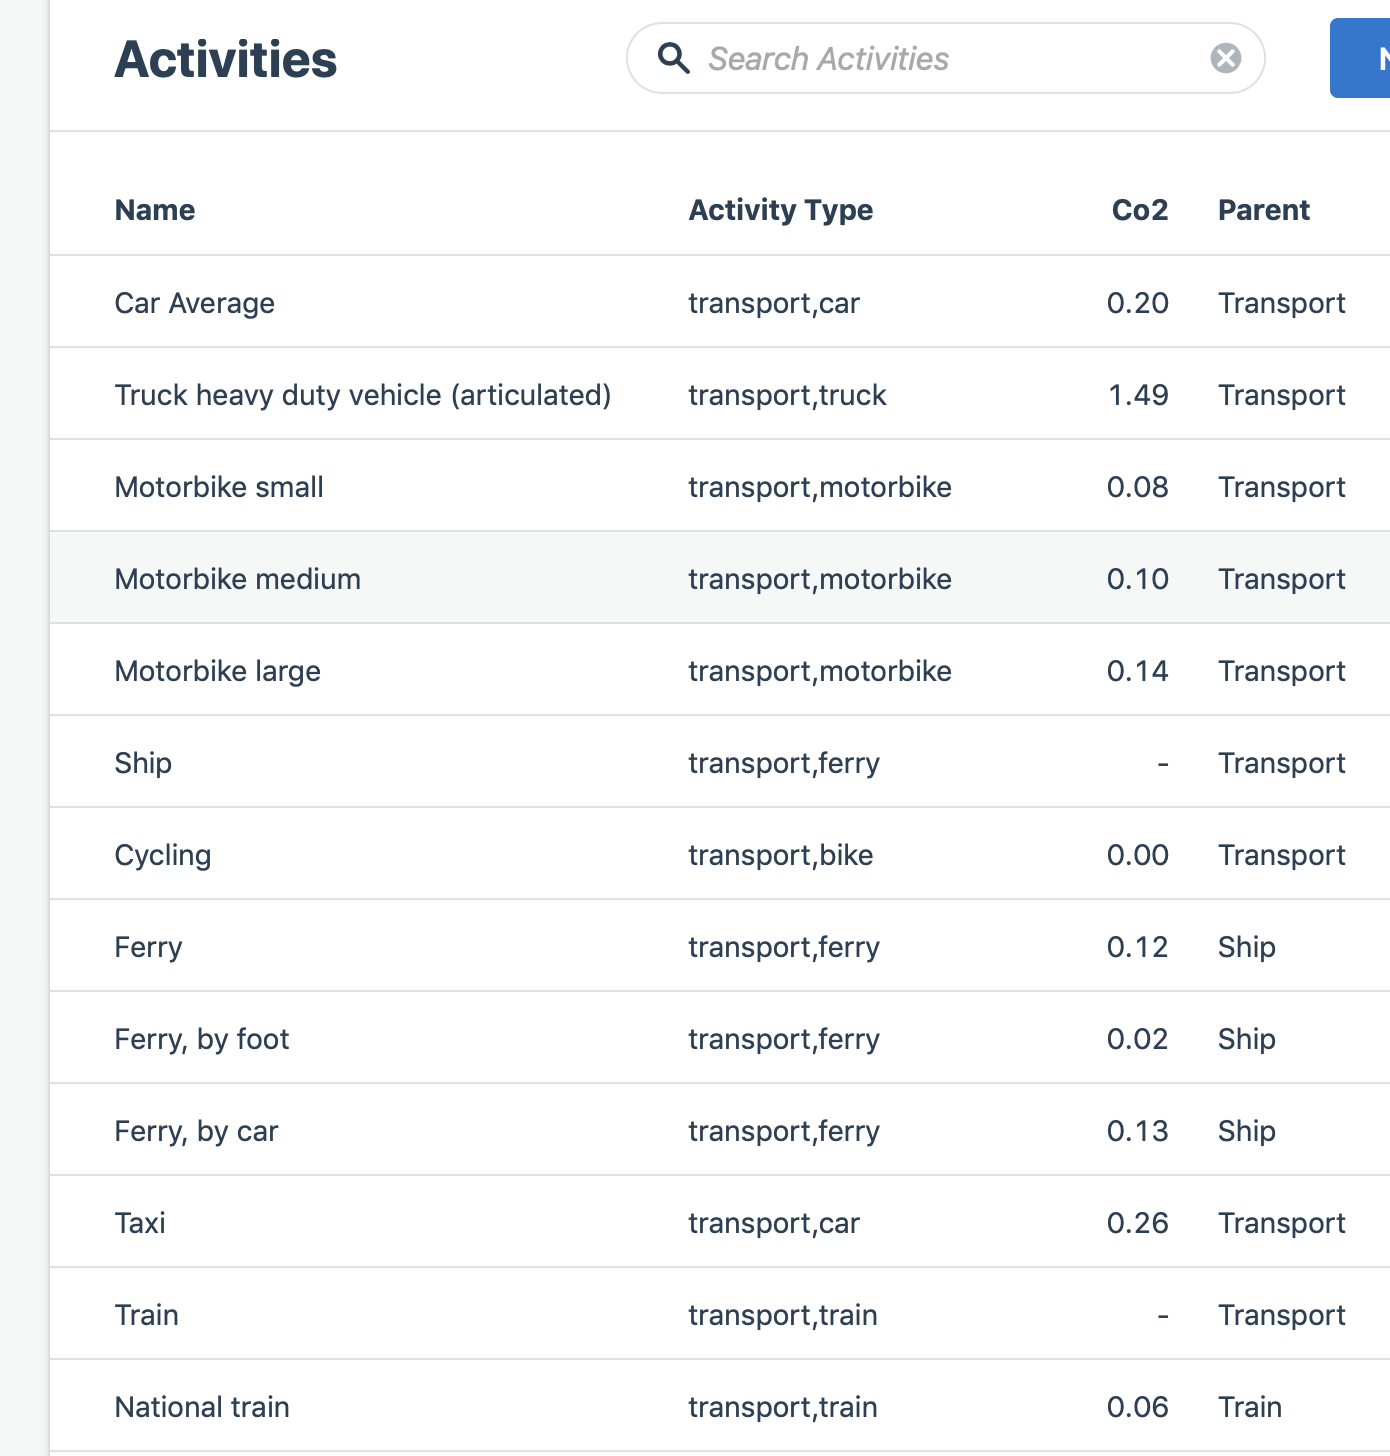 Activities
Search Activities
Name Activity Type Co2 Parent
Car Average transport,car 0.20 Transport
Truck heavy duty vehicle (articulated) transport,truck 1.49 Transport
Motorbike small transport,motorbike 0.08 Transport
Motorbike medium transport,motorbike 0.10 Transport
Motorbike large transport,motorbike 0.14 Transport
Ship transport,ferry - Transport
Cycling transport,bike 0.00 Transport
Ferry transport,ferry 0.12 Ship
Ferry, by foot transport,ferry 0.02 Ship
Ferry, by car transport,ferry 0.13 Ship
Taxi transport,car 0.26 Transport
Train transport,train - Transport
National train transport,train 0.06 Train